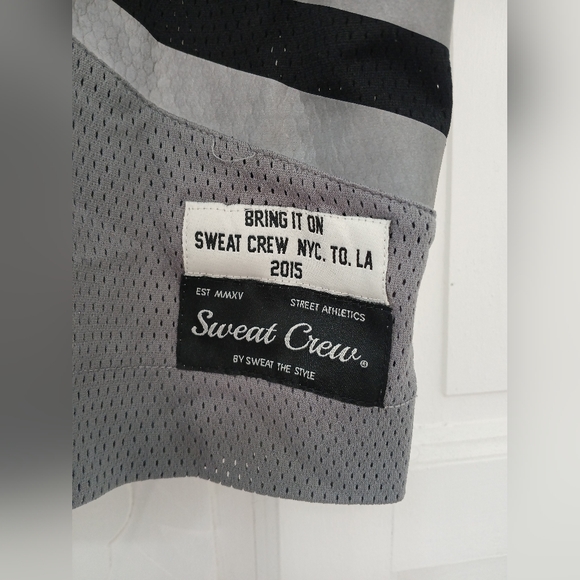 BRING IT ON
SWEAT CREW NYC. TO. LA
2015
EST MMXV STREET ATHLETICS
Sweat Crew®
BY SWEAT THE STYLE